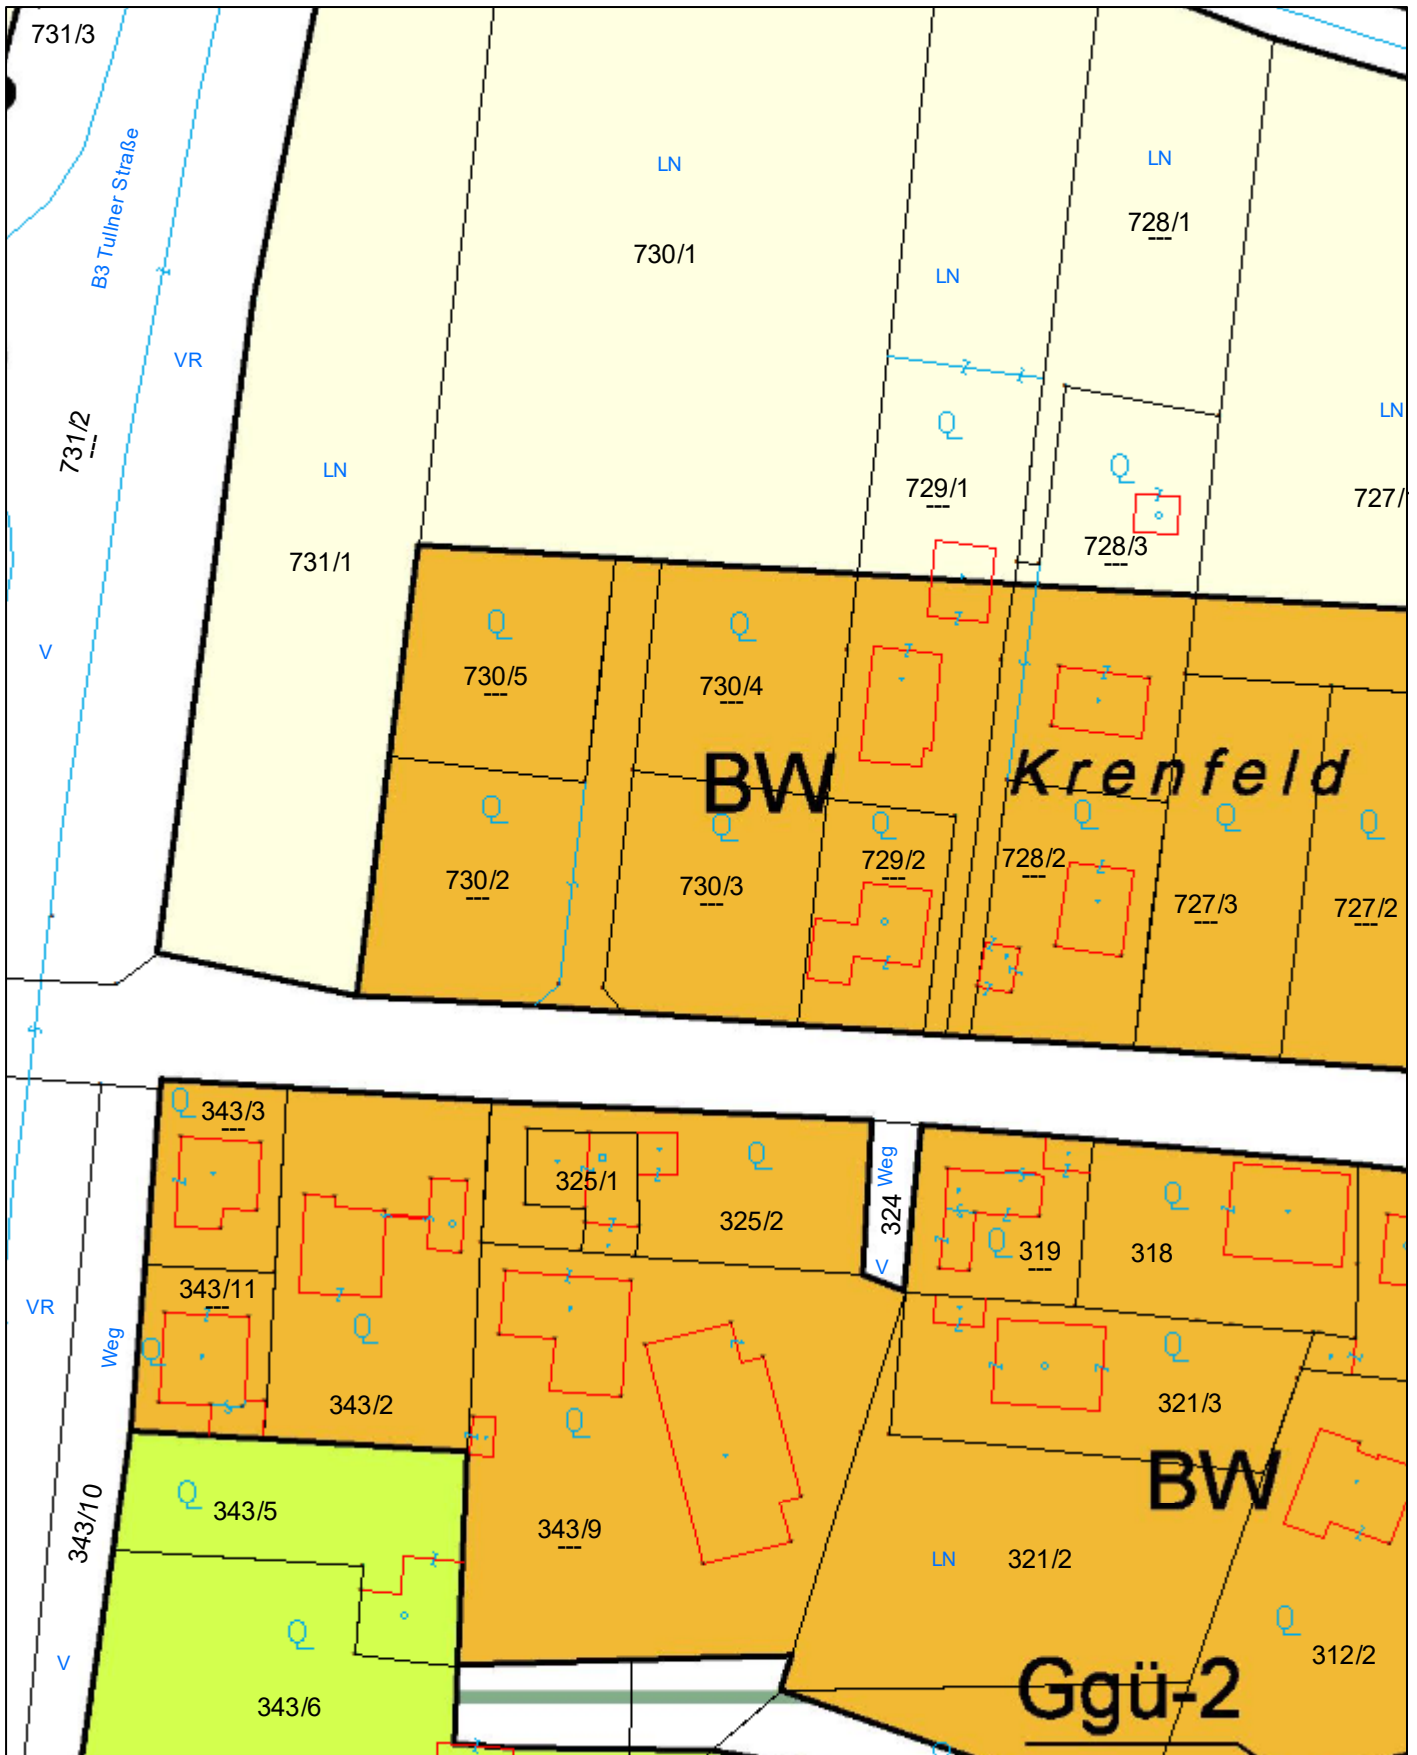 731/3
LN
LN
728/1
730/1
B3 Tullner Straße
LN
VR
LN
731/2
---
LN
729/1
---
727/
728/3
---
731/1
V
730/5
---
730/4
---
BW
Krenfeld
729/2
---
728/2
---
730/2
---
730/3
---
727/3
---
727/2
---
343/3
---
Weg
324
V
325/1
325/2
319
---
318
343/11
---
VR
Weg
343/2
321/3
BW
343/10
343/5
343/9
---
LN
321/2
V
312/2
Ggü-2
343/6